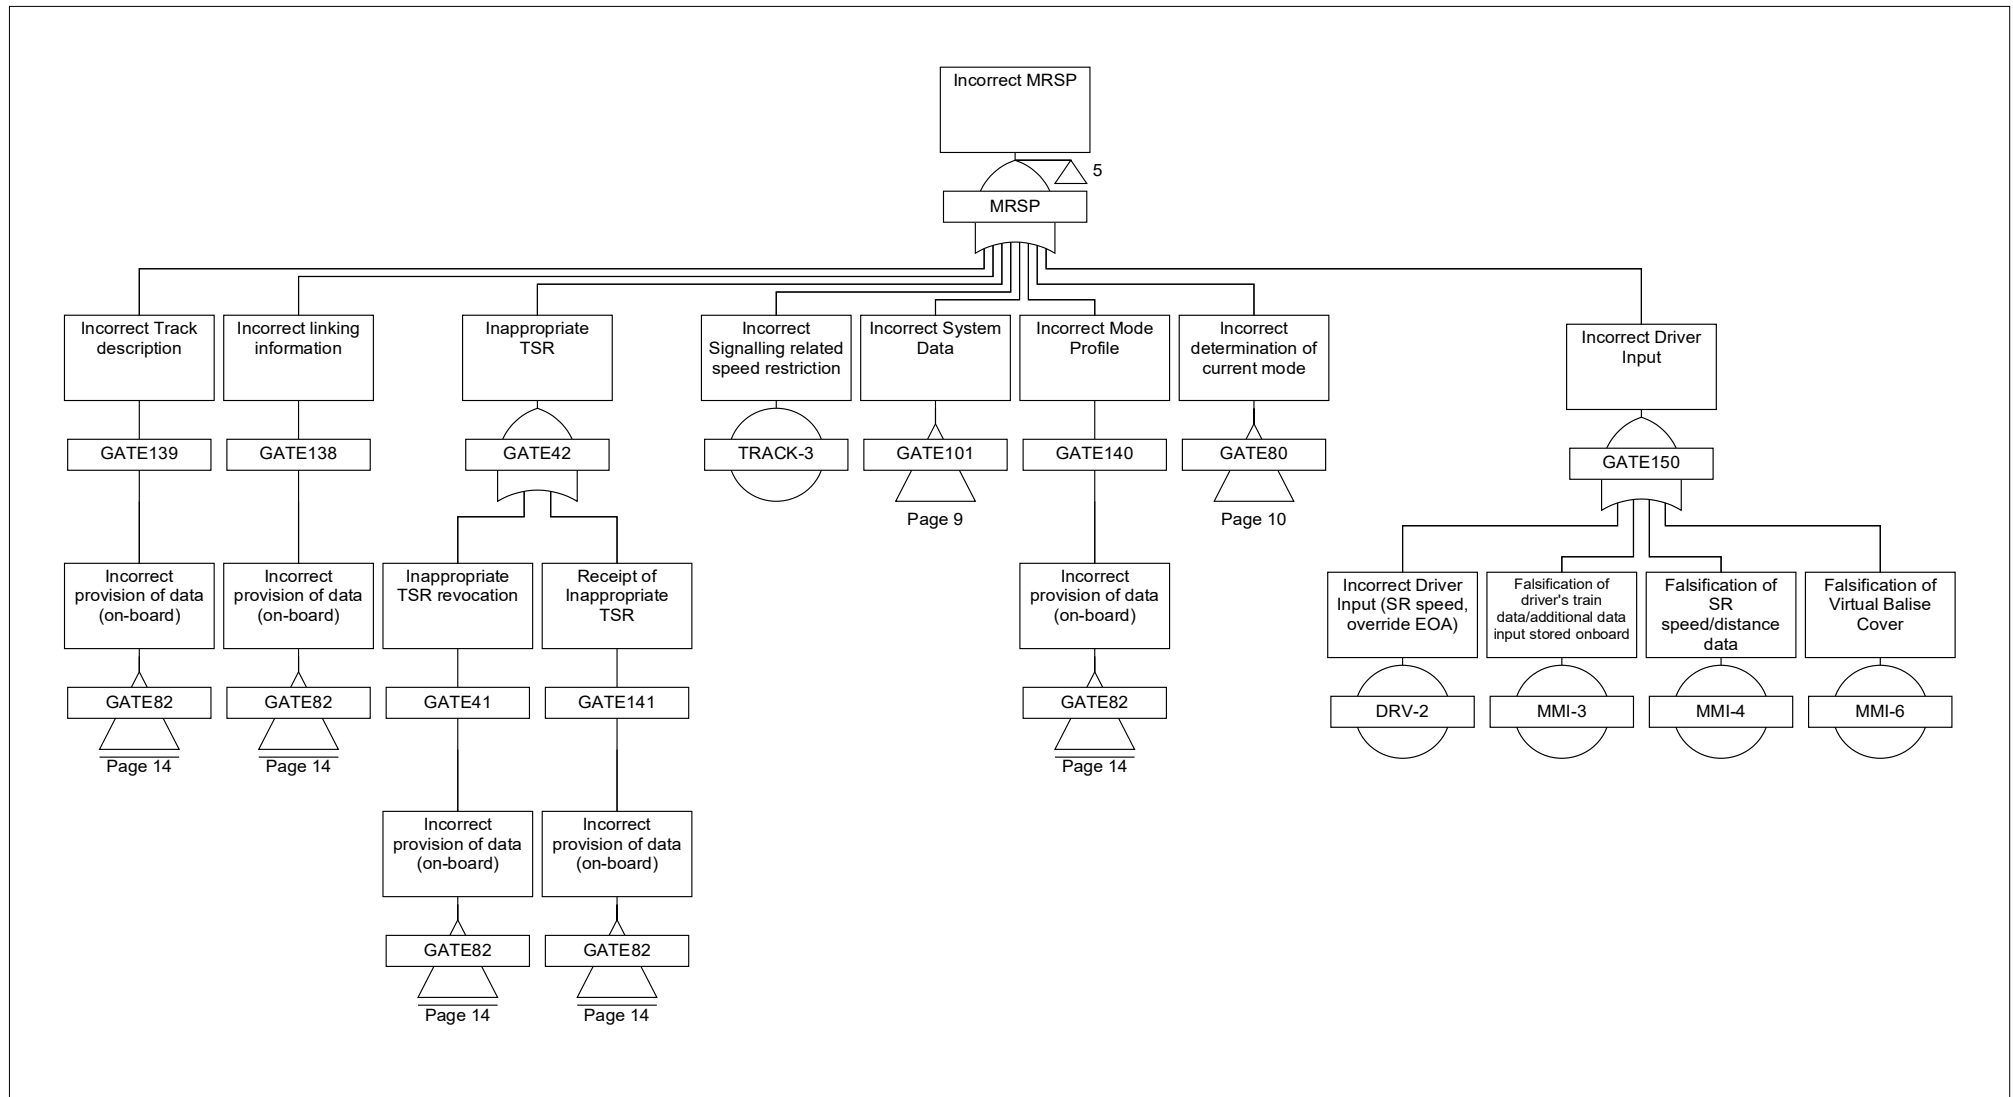 Incorrect MRSP
5
MRSP
Incorrect Track
description
GATE139
Incorrect linking
information
GATE138
Inappropriate
TSR
GATE42
Incorrect
Signalling related
speed restriction
TRACK-3
Incorrect System
Data
GATE101
Page 9
Incorrect Mode
Profile
GATE140
Incorrect
determination of
current mode
GATE80
Page 10
Incorrect Driver
Input
GATE150
Incorrect
provision of data
(on-board)
GATE82
Page 14
Incorrect
provision of data
(on-board)
GATE82
Page 14
Inappropriate
TSR revocation
GATE41
Receipt of
Inappropriate
TSR
GATE141
Incorrect
provision of data
(on-board)
GATE82
Page 14
Incorrect Driver
Input (SR speed,
override EOA)
DRV-2
Falsification of
driver's train
data/additional data
input stored onboard
MMI-3
Falsification of
SR
speed/distance
data
MMI-4
Falsification of
Virtual Balise
Cover
MMI-6
Incorrect
provision of data
(on-board)
GATE82
Page 14
Incorrect
provision of data
(on-board)
GATE82
Page 14